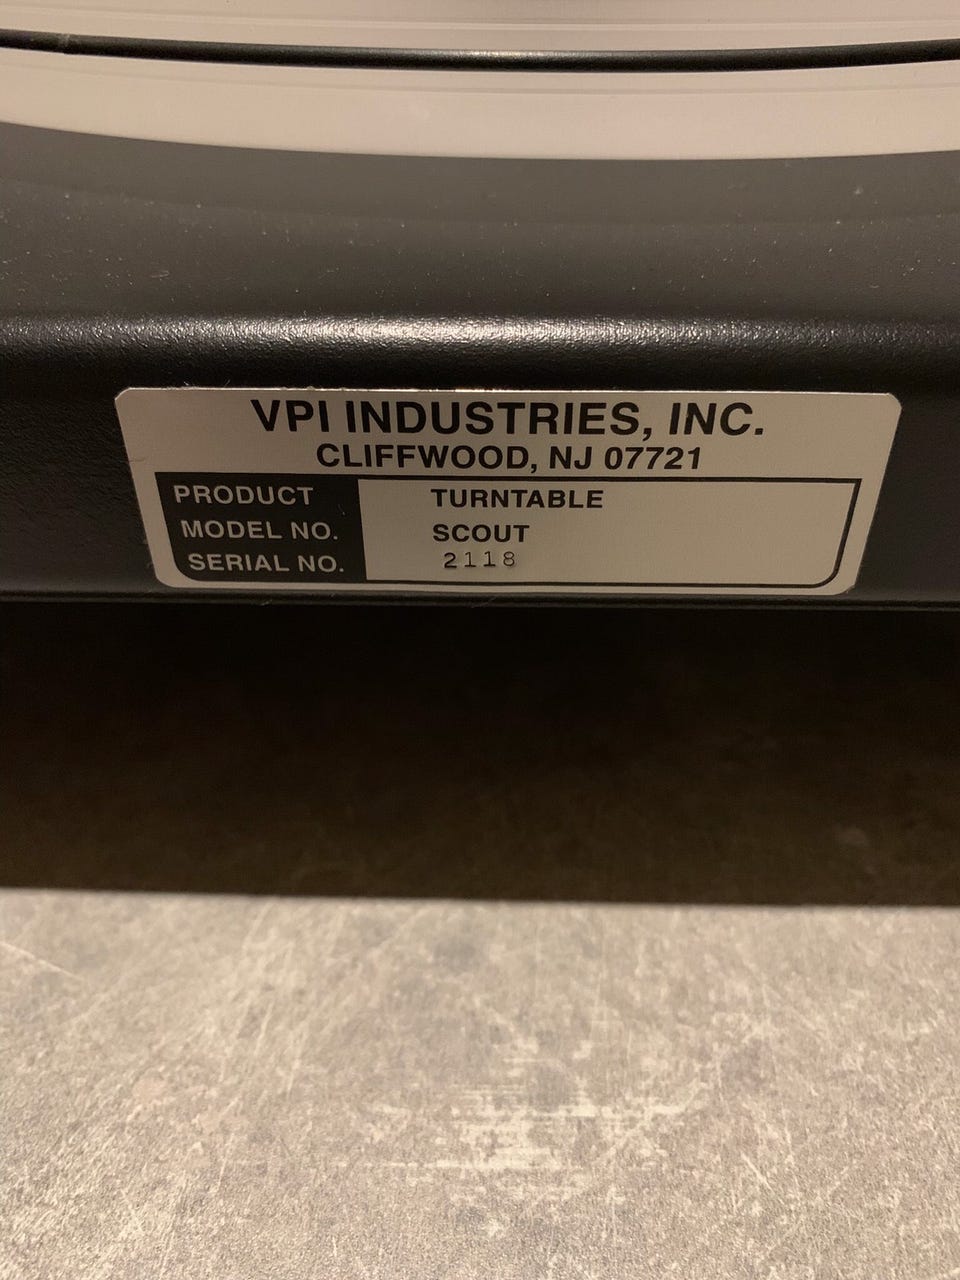 VPI INDUSTRIES, INC.
CLIFFWOOD, NJ 07721
PRODUCT TURNTABLE
MODEL NO. SCOUT
SERIAL NO. 2118